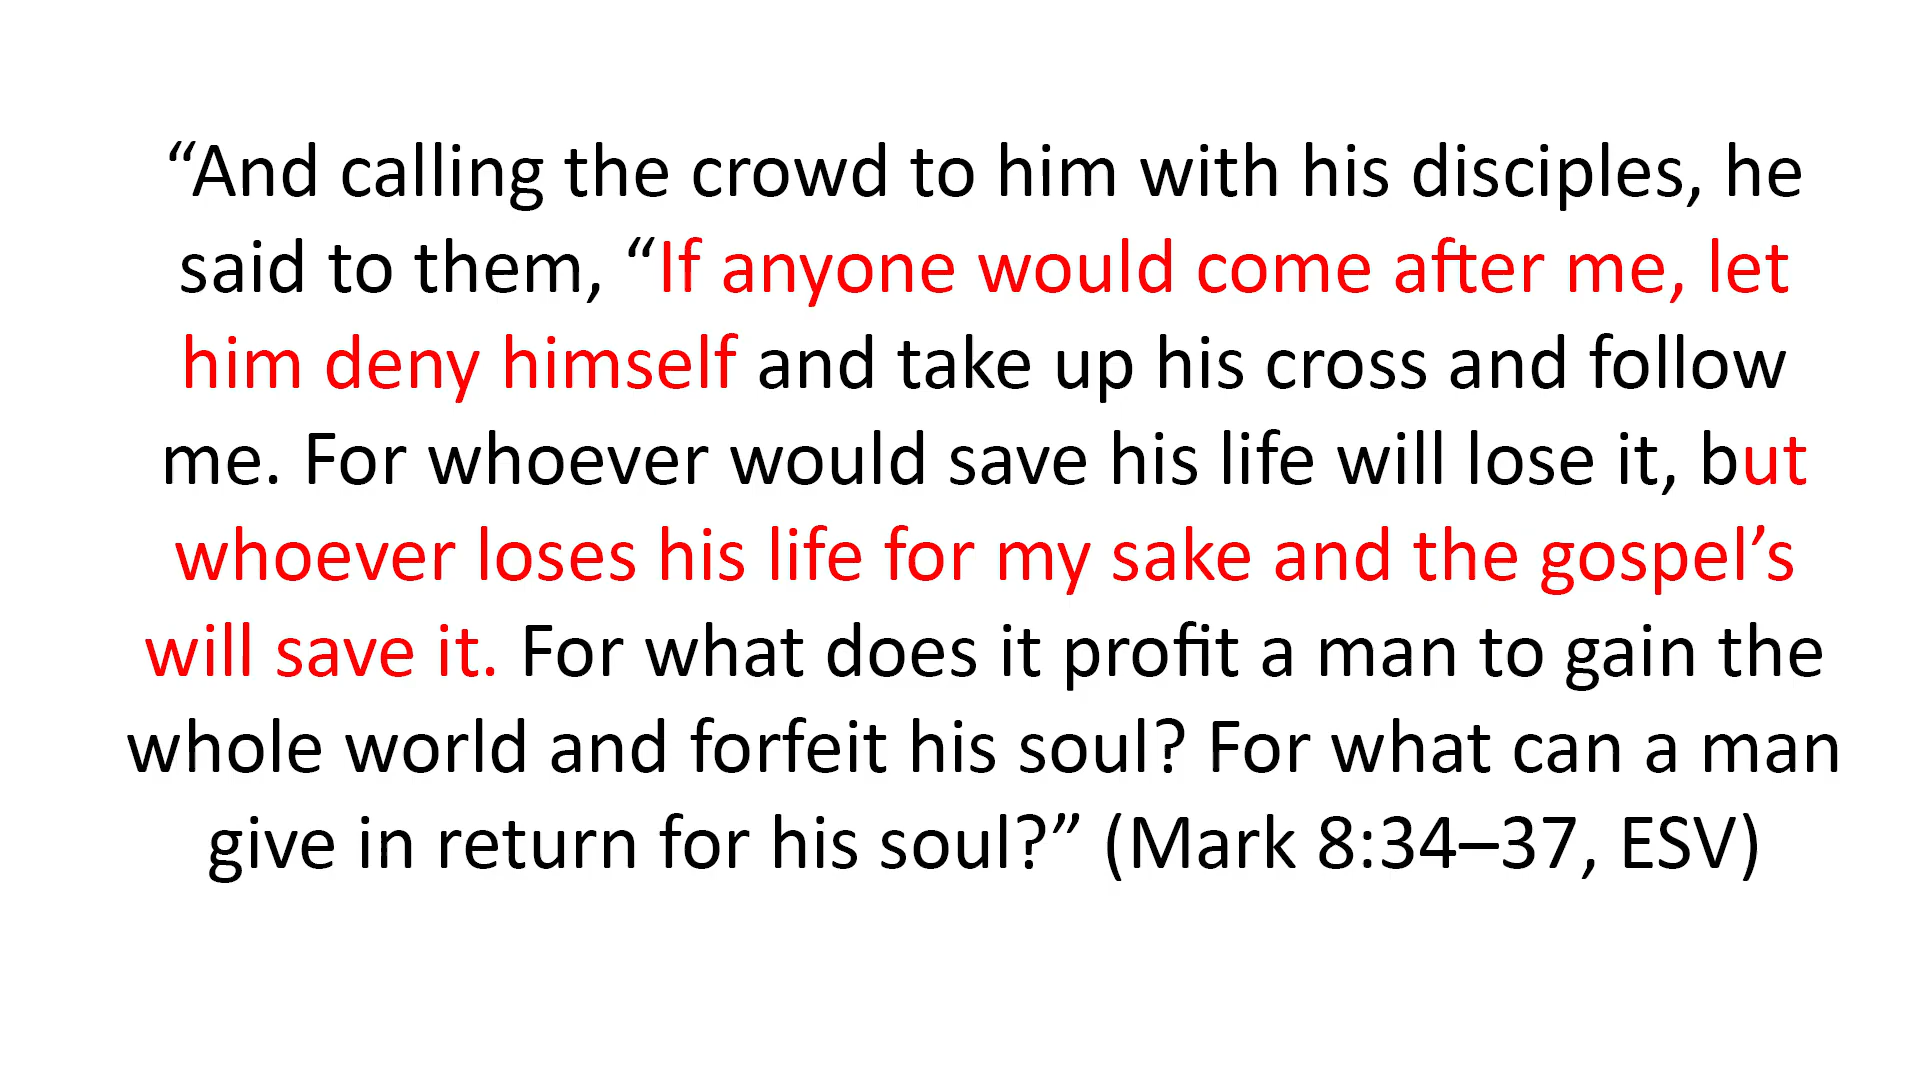 “And calling the crowd to him with his disciples, he
said to them, “If anyone would come after me, let
him deny himself and take up his cross and follow
me. For whoever would save his life will lose it, but
whoever loses his life for my sake and the gospel’s
will save it. For what does it profit a man to gain the
whole world and forfeit his soul? For what can a man
give in return for his soul?” (Mark 8:34–37, ESV)